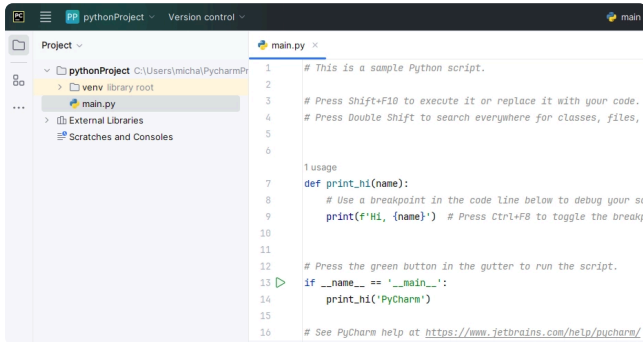 PC PP pythonProject Version control main
Project
main.py
pythonProject C:\Users\micha\PycharmPr
venv library root
main.py
External Libraries
Scratches and Consoles
1 # This is a sample Python script.
2
3 # Press Shift+F10 to execute it or replace it with your code.
4 # Press Double Shift to search everywhere for classes, files,
5
6
1 usage
7 def print_hi(name):
8 # Use a breakpoint in the code line below to debug your sc
9 print(f'Hi, {name}') # Press Ctrl+F8 to toggle the breakp
10
11
12 # Press the green button in the gutter to run the script.
13 if __name__ == '__main__':
14 print_hi('PyCharm')
15
16 # See PyCharm help at https://www.jetbrains.com/help/pycharm/